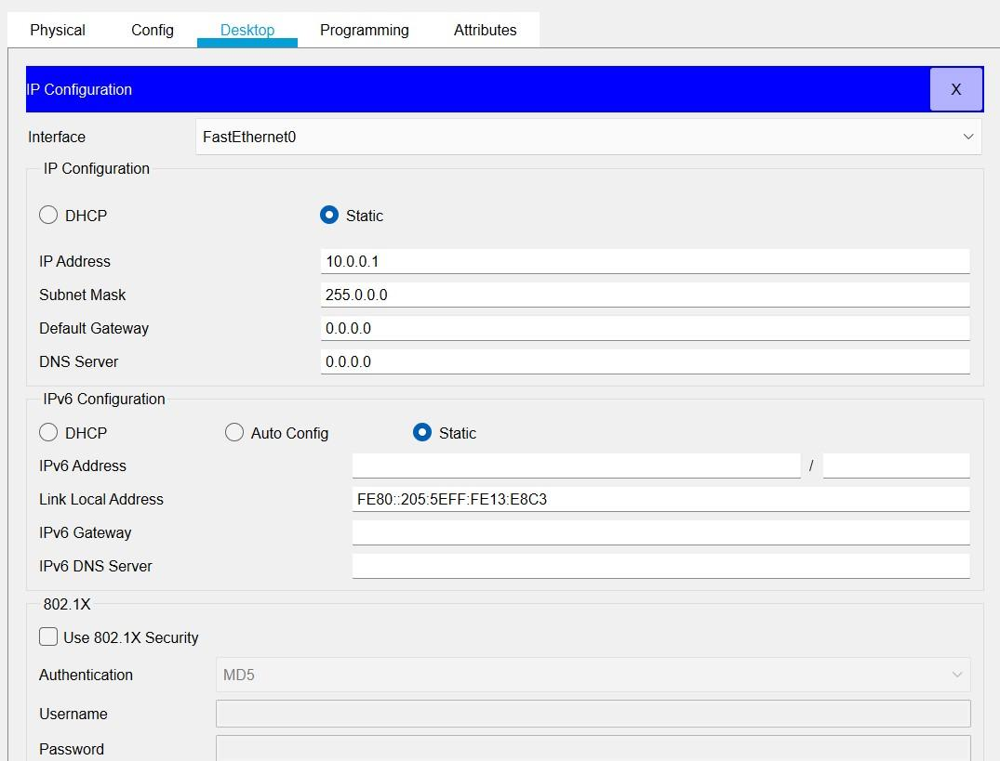 Physical Config Desktop Programming Attributes
IP Configuration X
Interface FastEthernet0
IP Configuration
DHCP Static
IP Address 10.0.0.1
Subnet Mask 255.0.0.0
Default Gateway 0.0.0.0
DNS Server 0.0.0.0
IPv6 Configuration
DHCP Auto Config Static
IPv6 Address /
Link Local Address FE80::205:5EFF:FE13:E8C3
IPv6 Gateway
IPv6 DNS Server
802.1X
Use 802.1X Security
Authentication MD5
Username
Password